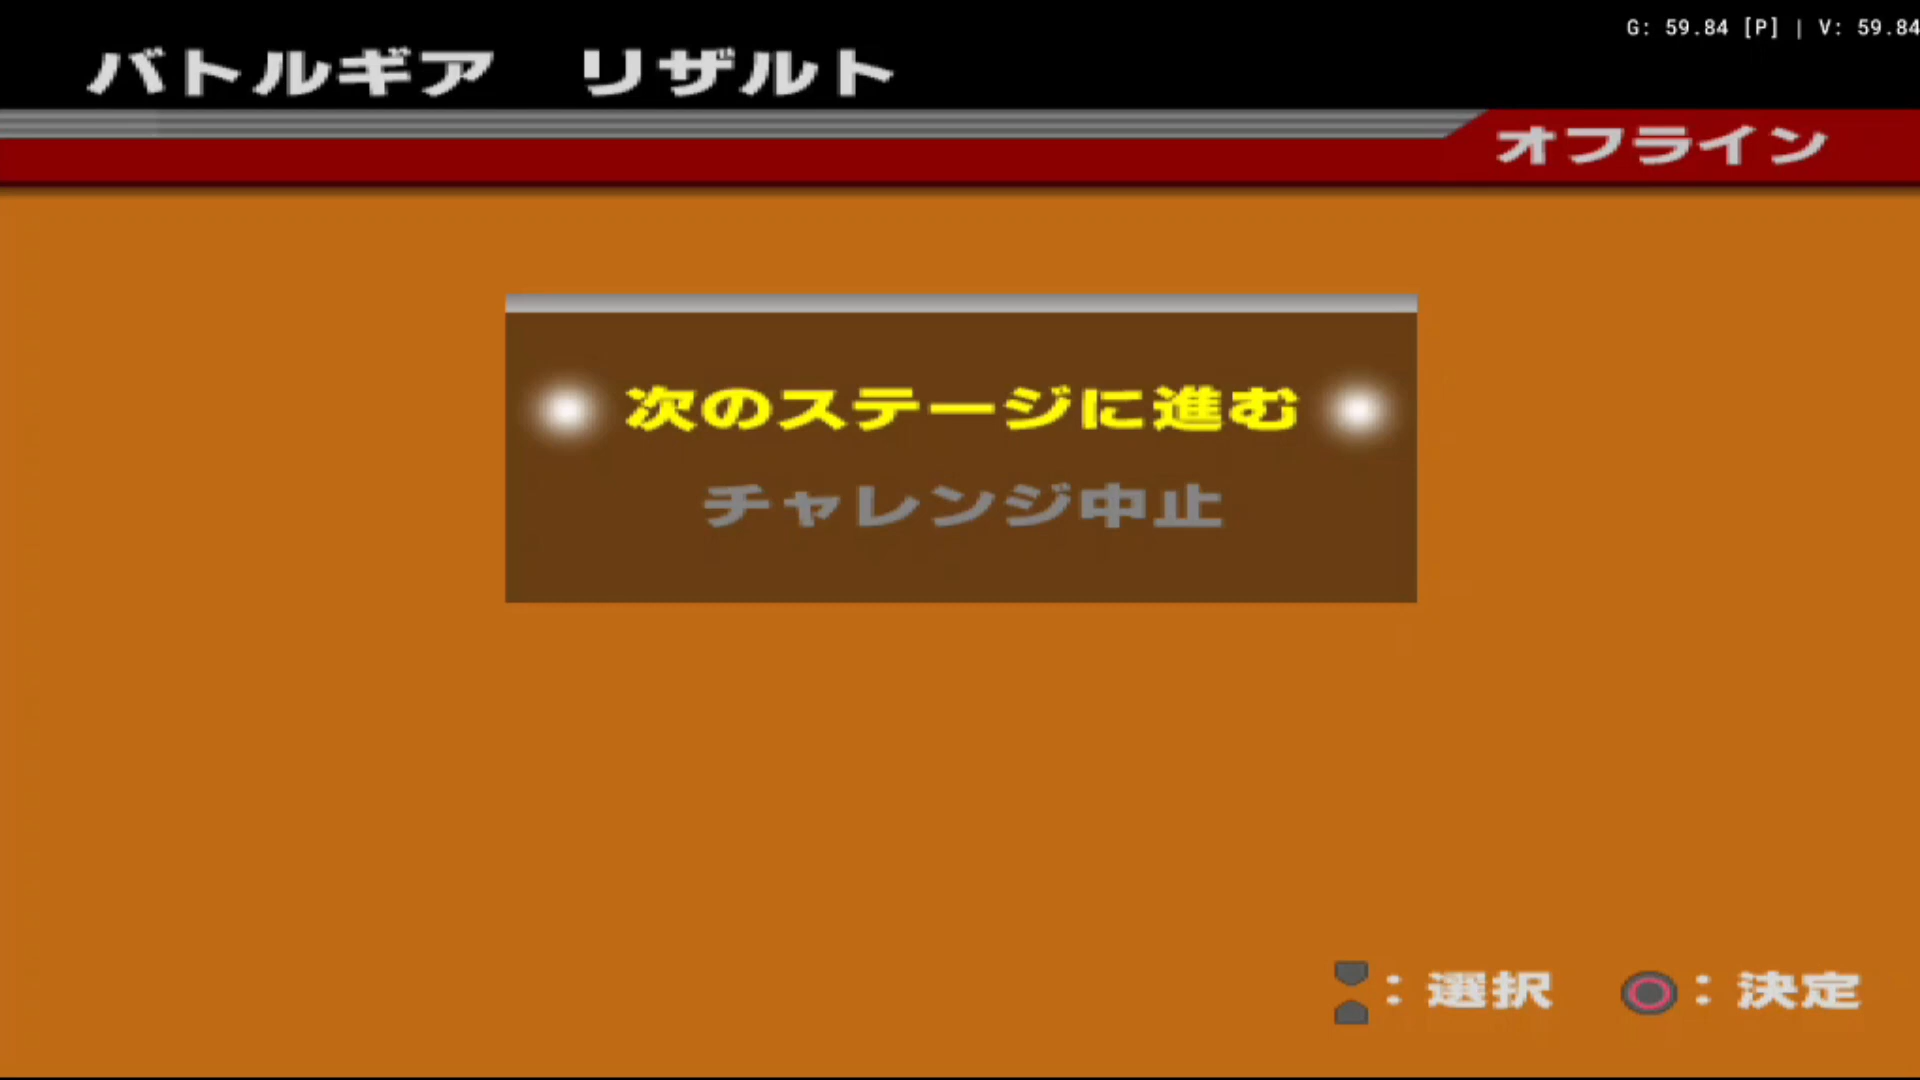 G: 59.84 [P] | V: 59.84
バトルギア　リザルト
オフライン
次のステージに進む
チャレンジ中止
：選択　：決定